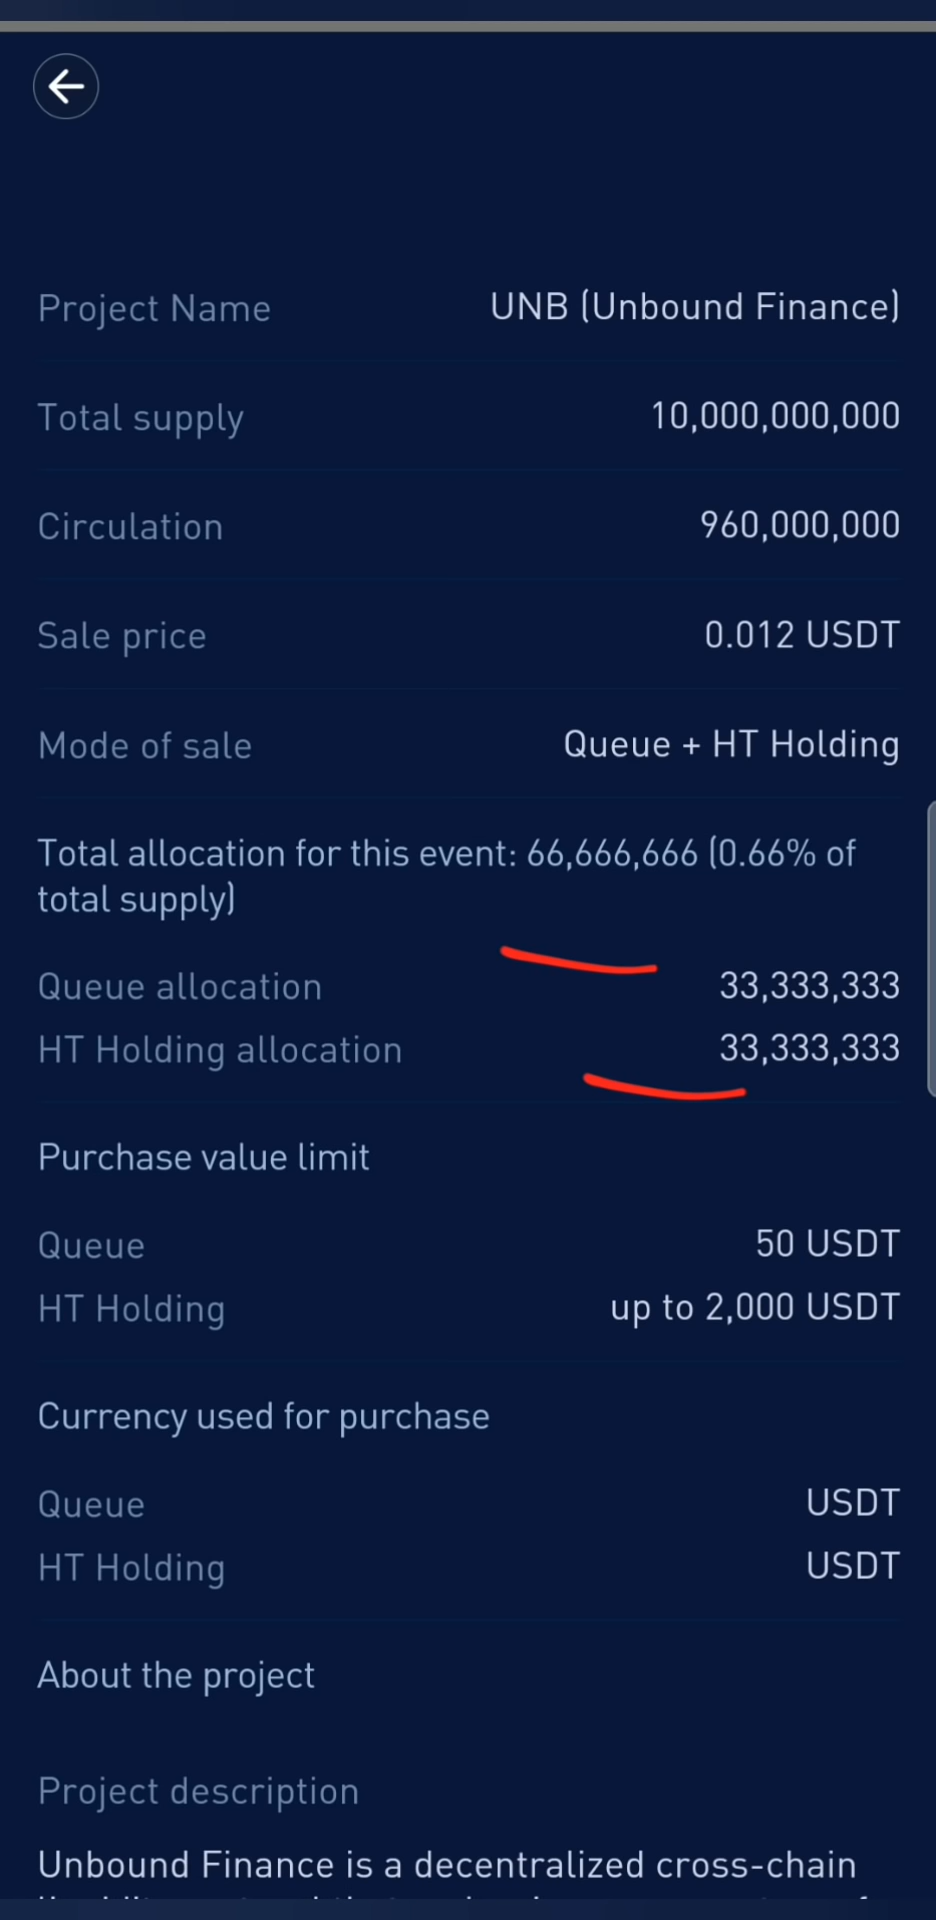 Project Name UNB (Unbound Finance)
Total supply 10,000,000,000
Circulation 960,000,000
Sale price 0.012 USDT
Mode of sale Queue + HT Holding
Total allocation for this event: 66,666,666 (0.66% of
total supply)
Queue allocation 33,333,333
HT Holding allocation 33,333,333
Purchase value limit
Queue 50 USDT
HT Holding up to 2,000 USDT
Currency used for purchase
Queue USDT
HT Holding USDT
About the project
Project description
Unbound Finance is a decentralized cross-chain